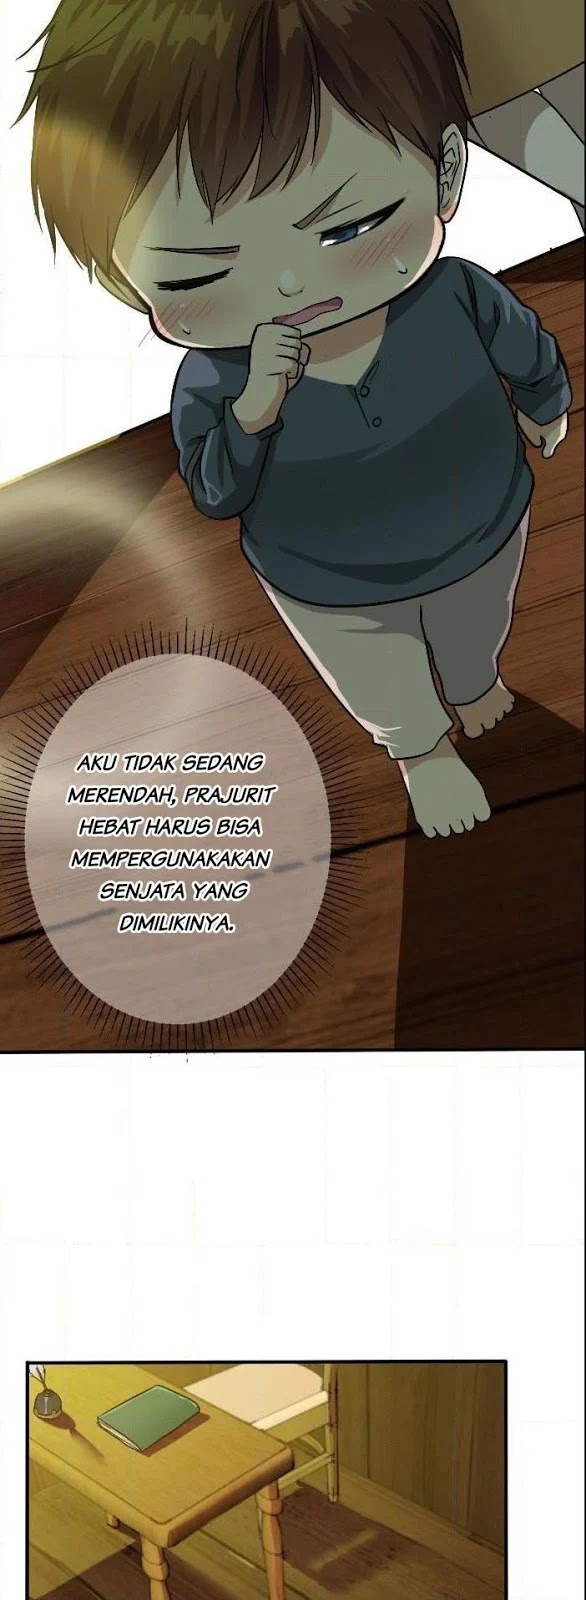 AKU TIDAK SEDANG
MERENDAH, PRAJURIT
HEBAT HARUS BISA
MEMPERGUNAKAKAN
SENJATA YANG
DIMILIKINYA.